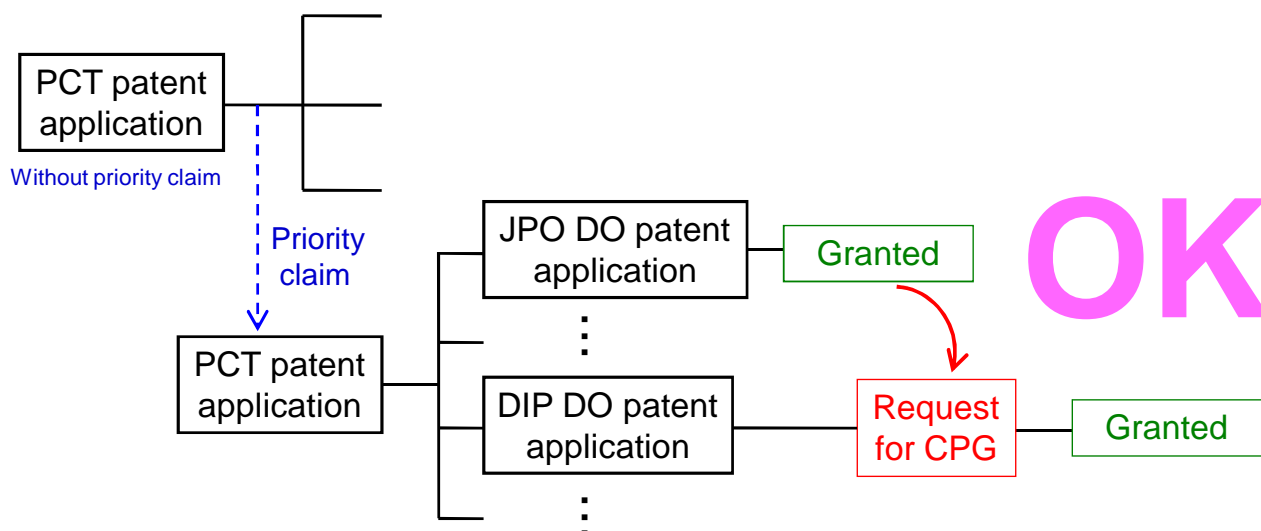 PCT patent
application
Without priority claim
Priority
claim
JPO DO patent
application
Granted
OK
PCT patent
application
DIP DO patent
application
Request
for CPG
Granted